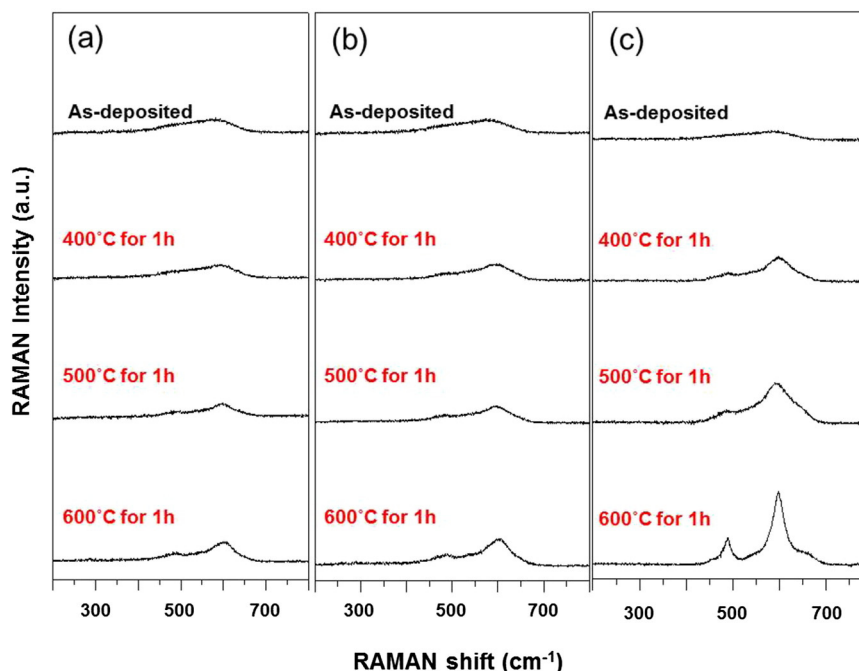 (a)
(b)
(c)
As-deposited
As-deposited
As-deposited
400°C for 1h
400°C for 1h
400°C for 1h
500°C for 1h
500°C for 1h
500°C for 1h
600°C for 1h
600°C for 1h
600°C for 1h
RAMAN Intensity (a.u.)
300 500 700
300 500 700
300 500 700
RAMAN shift (cm⁻¹)